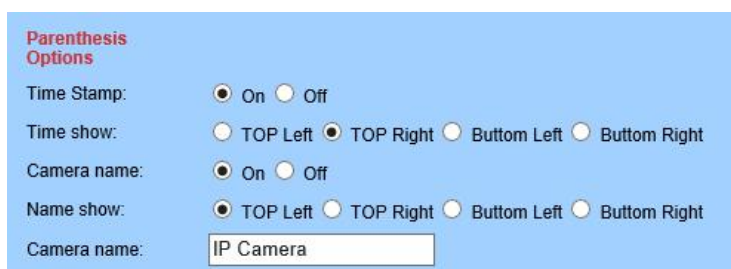 Parenthesis
Options
Time Stamp: On Off
Time show: TOP Left TOP Right Buttom Left Buttom Right
Camera name: On Off
Name show: TOP Left TOP Right Buttom Left Buttom Right
Camera name: IP Camera